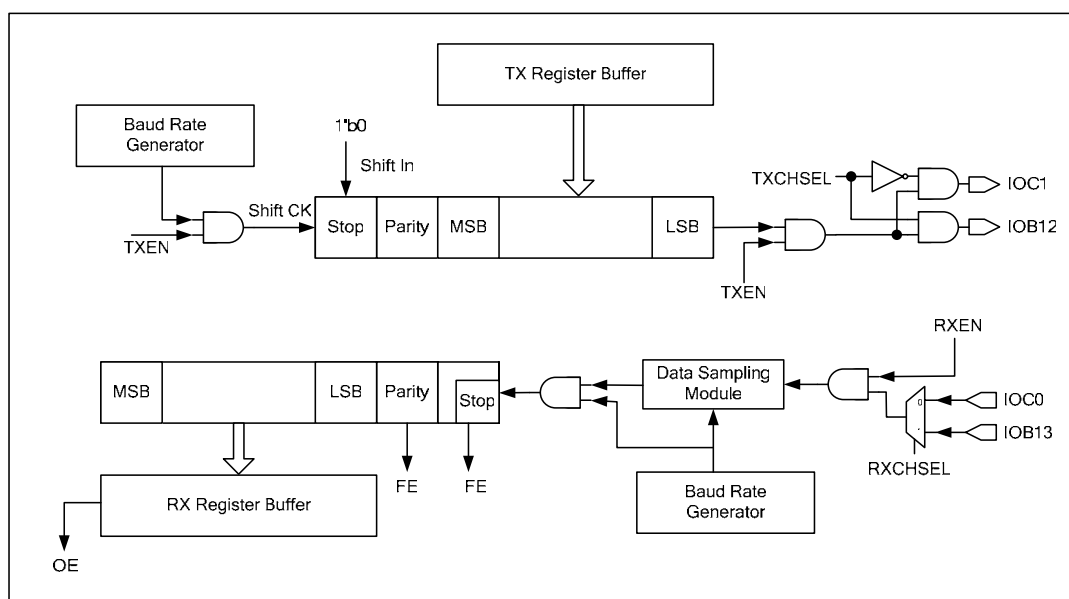 TX Register Buffer
Baud Rate
Generator
1'b0
Shift In
TXCHSEL
IOC1
Shift CK
Stop
Parity
MSB
LSB
IOB12
TXEN
TXEN
RXEN
MSB
LSB
Parity
Stop
Data Sampling
Module
0
IOC0
IOB13
RXCHSEL
FE
FE
RX Register Buffer
Baud Rate
Generator
OE